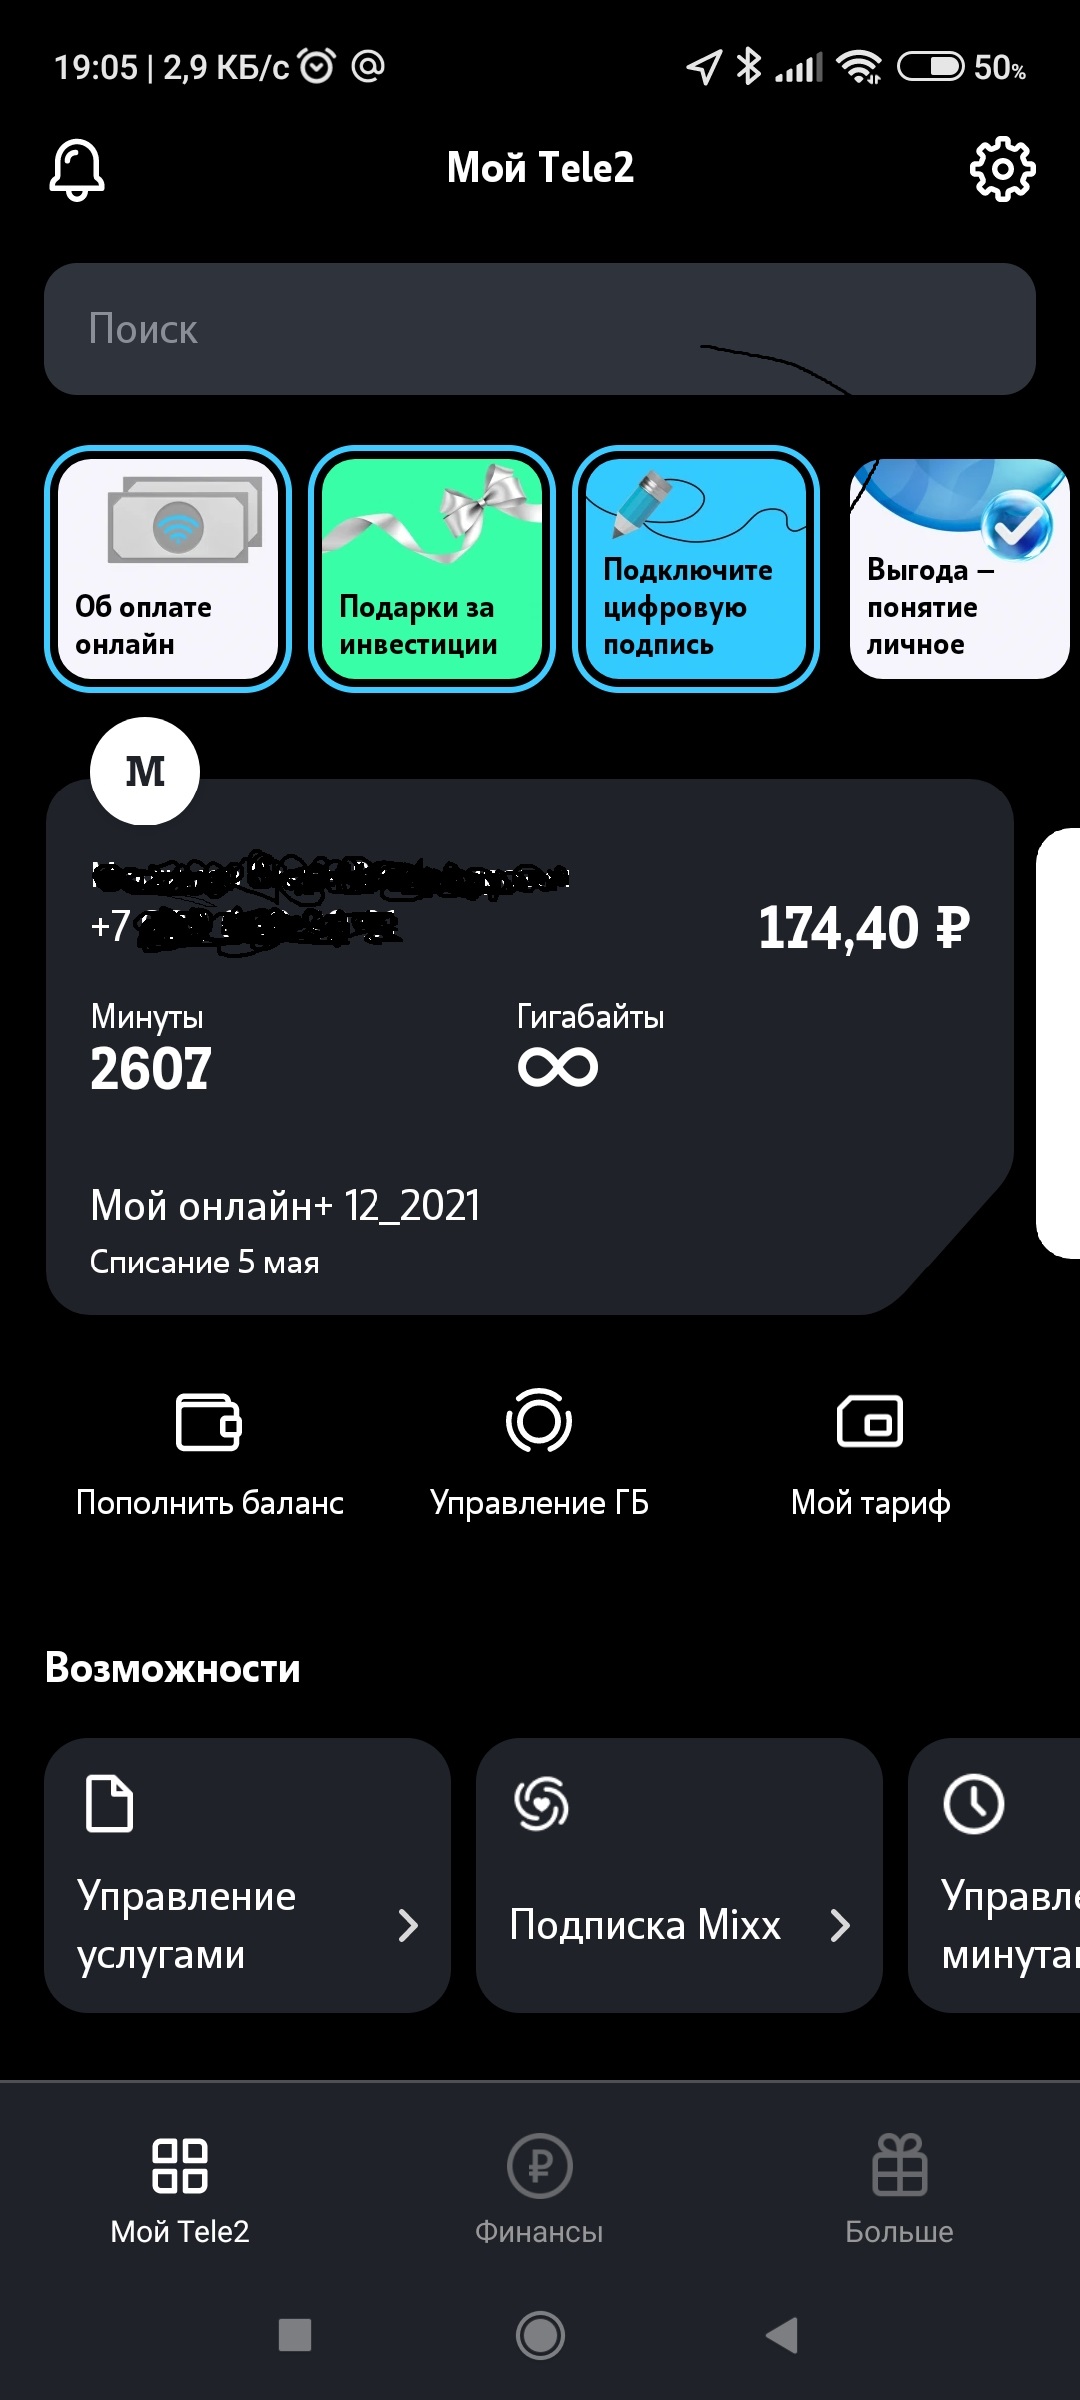 19:05 | 2,9 КБ/с
50%
Мой Tele2
Поиск
Об оплате
онлайн
Подарки за
инвестиции
Подключите
цифровую
подпись
Выгода –
понятие
личное
М
+7
174,40 ₽
Минуты
2607
Гигабайты
∞
Мой онлайн+ 12_2021
Списание 5 мая
Пополнить баланс
Управление ГБ
Мой тариф
Возможности
Управление
услугами
Подписка Mixx
Управле
минута
Мой Tele2
Финансы
Больше